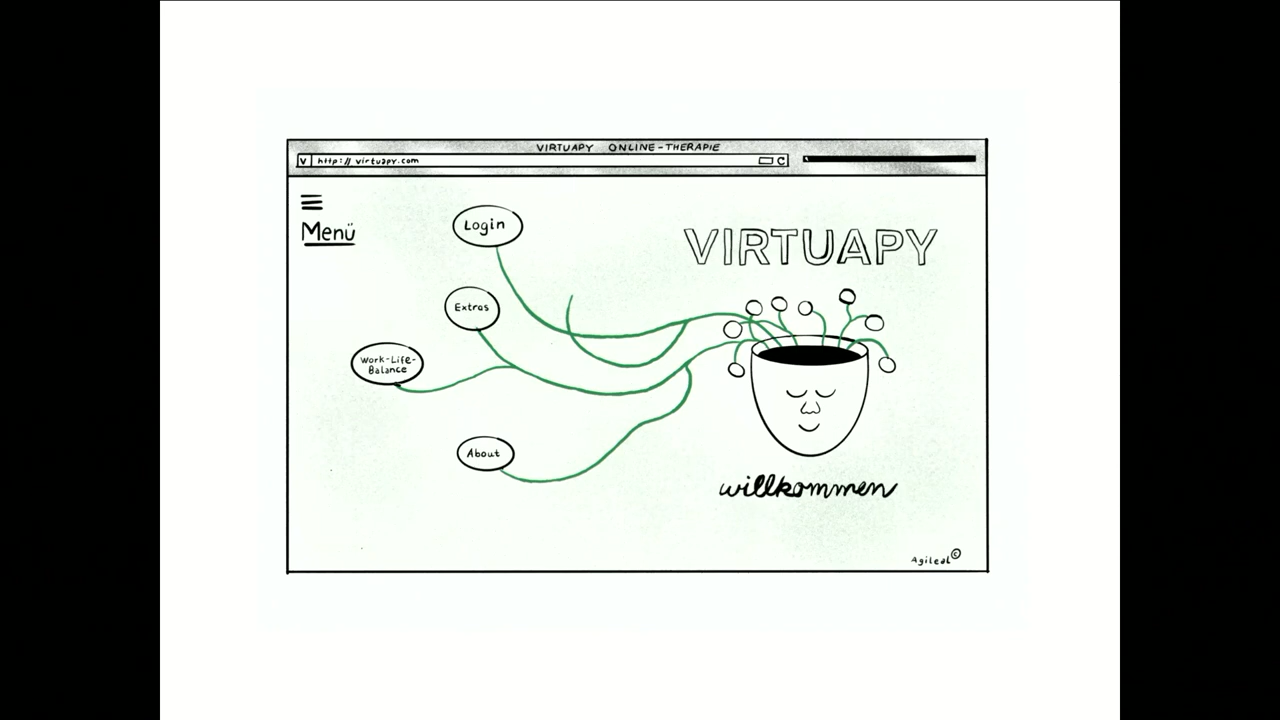 VIRTUAPY ONLINE-THERAPIE
V http:// virtuapy.com
Menü
Login
VIRTUAPY
Extras
Work-Life-
Balance
About
willkommen
Agileal ©